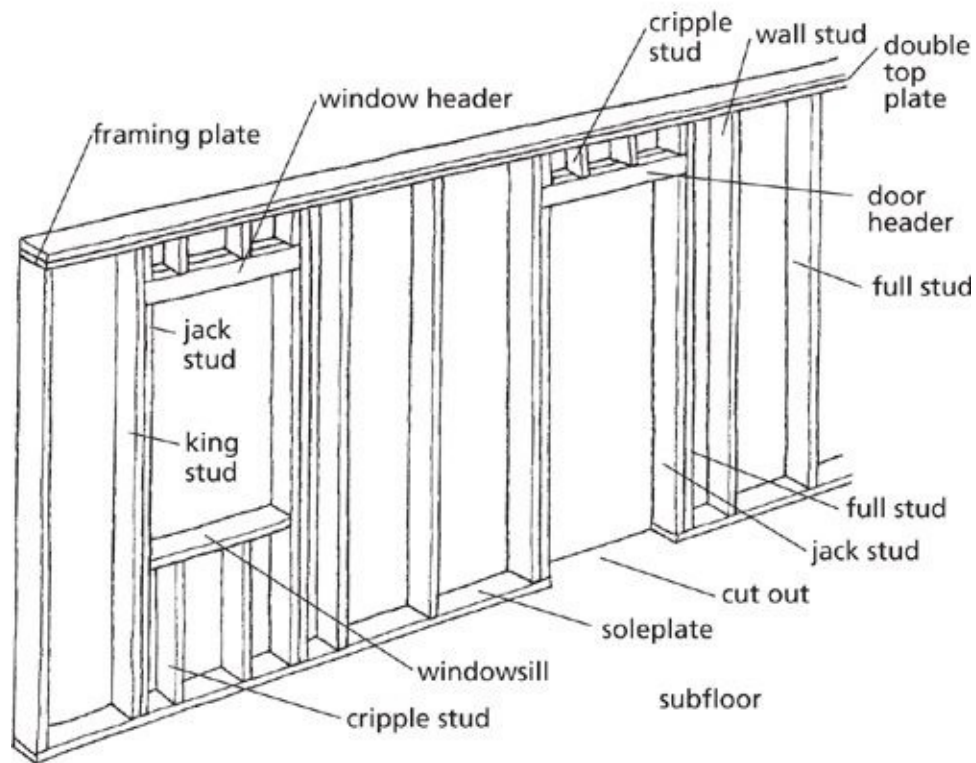 cripple
stud
wall stud
double
top
plate
window header
framing plate
door
header
full stud
jack
stud
king
stud
full stud
jack stud
cut out
soleplate
windowsill
subfloor
cripple stud